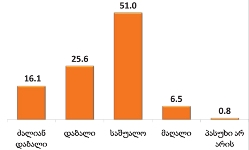 51.0
25.6
16.1
6.5
0.8
ძალიან დაბალი
დაბალი
საშუალო
მაღალი
პასუხი არ არის